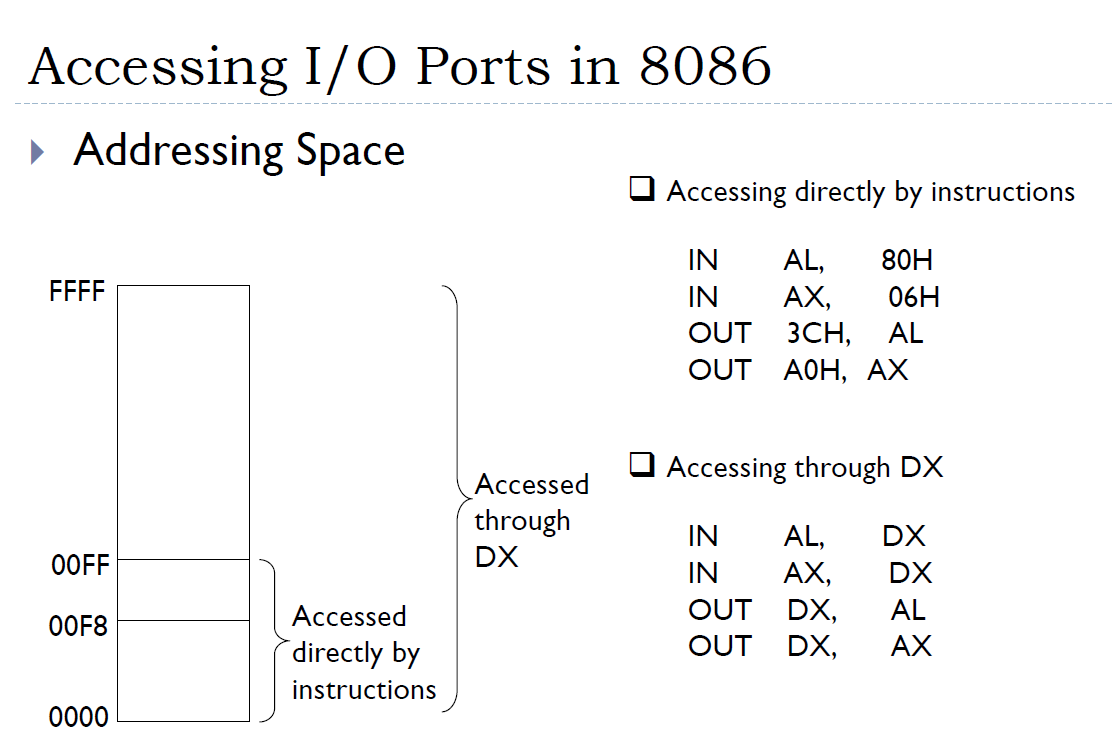 Accessing I/O Ports in 8086
Addressing Space
FFFF
00FF
00F8
0000
Accessed
directly by
instructions
Accessed
through
DX
Accessing directly by instructions
IN AL, 80H
IN AX, 06H
OUT 3CH, AL
OUT A0H, AX
Accessing through DX
IN AL, DX
IN AX, DX
OUT DX, AL
OUT DX, AX